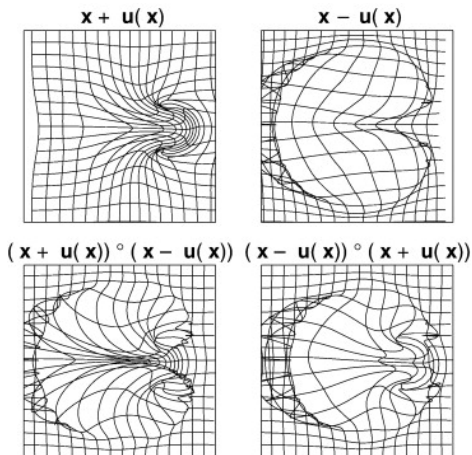 x + u( x)
x − u( x)
( x + u( x)) ∘ ( x − u( x))
( x − u( x)) ∘ ( x + u( x))